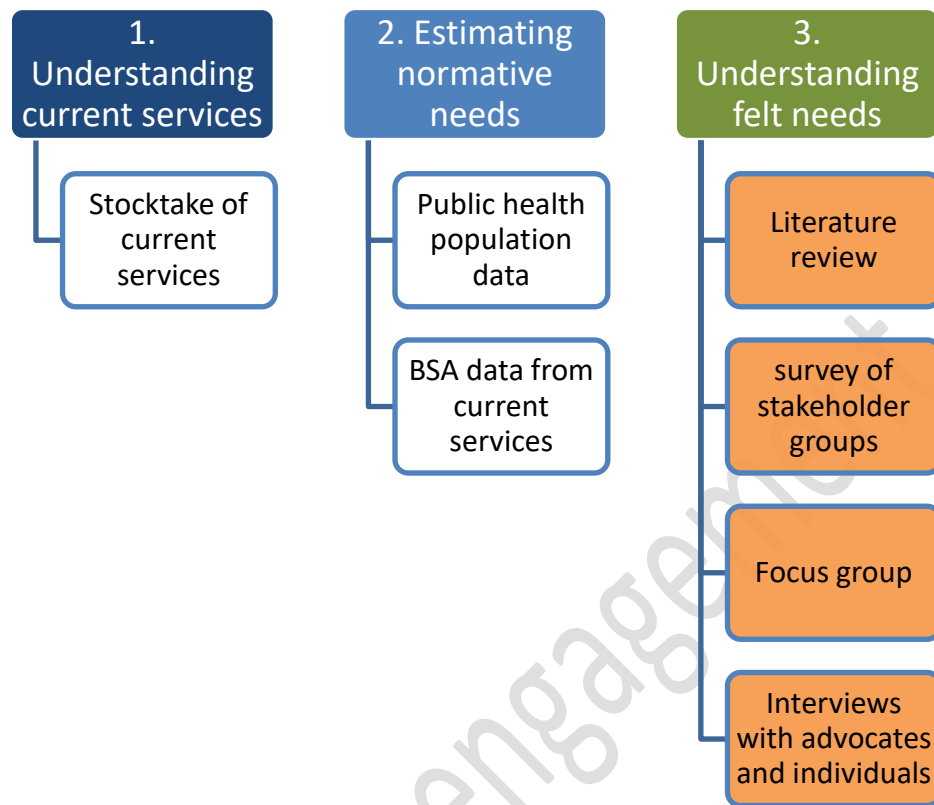 1.
Understanding
current services
Stocktake of
current
services
2. Estimating
normative
needs
Public health
population
data
BSA data from
current
services
3.
Understanding
felt needs
Literature
review
survey of
stakeholder
groups
Focus group
Interviews
with advocates
and individuals
engagement